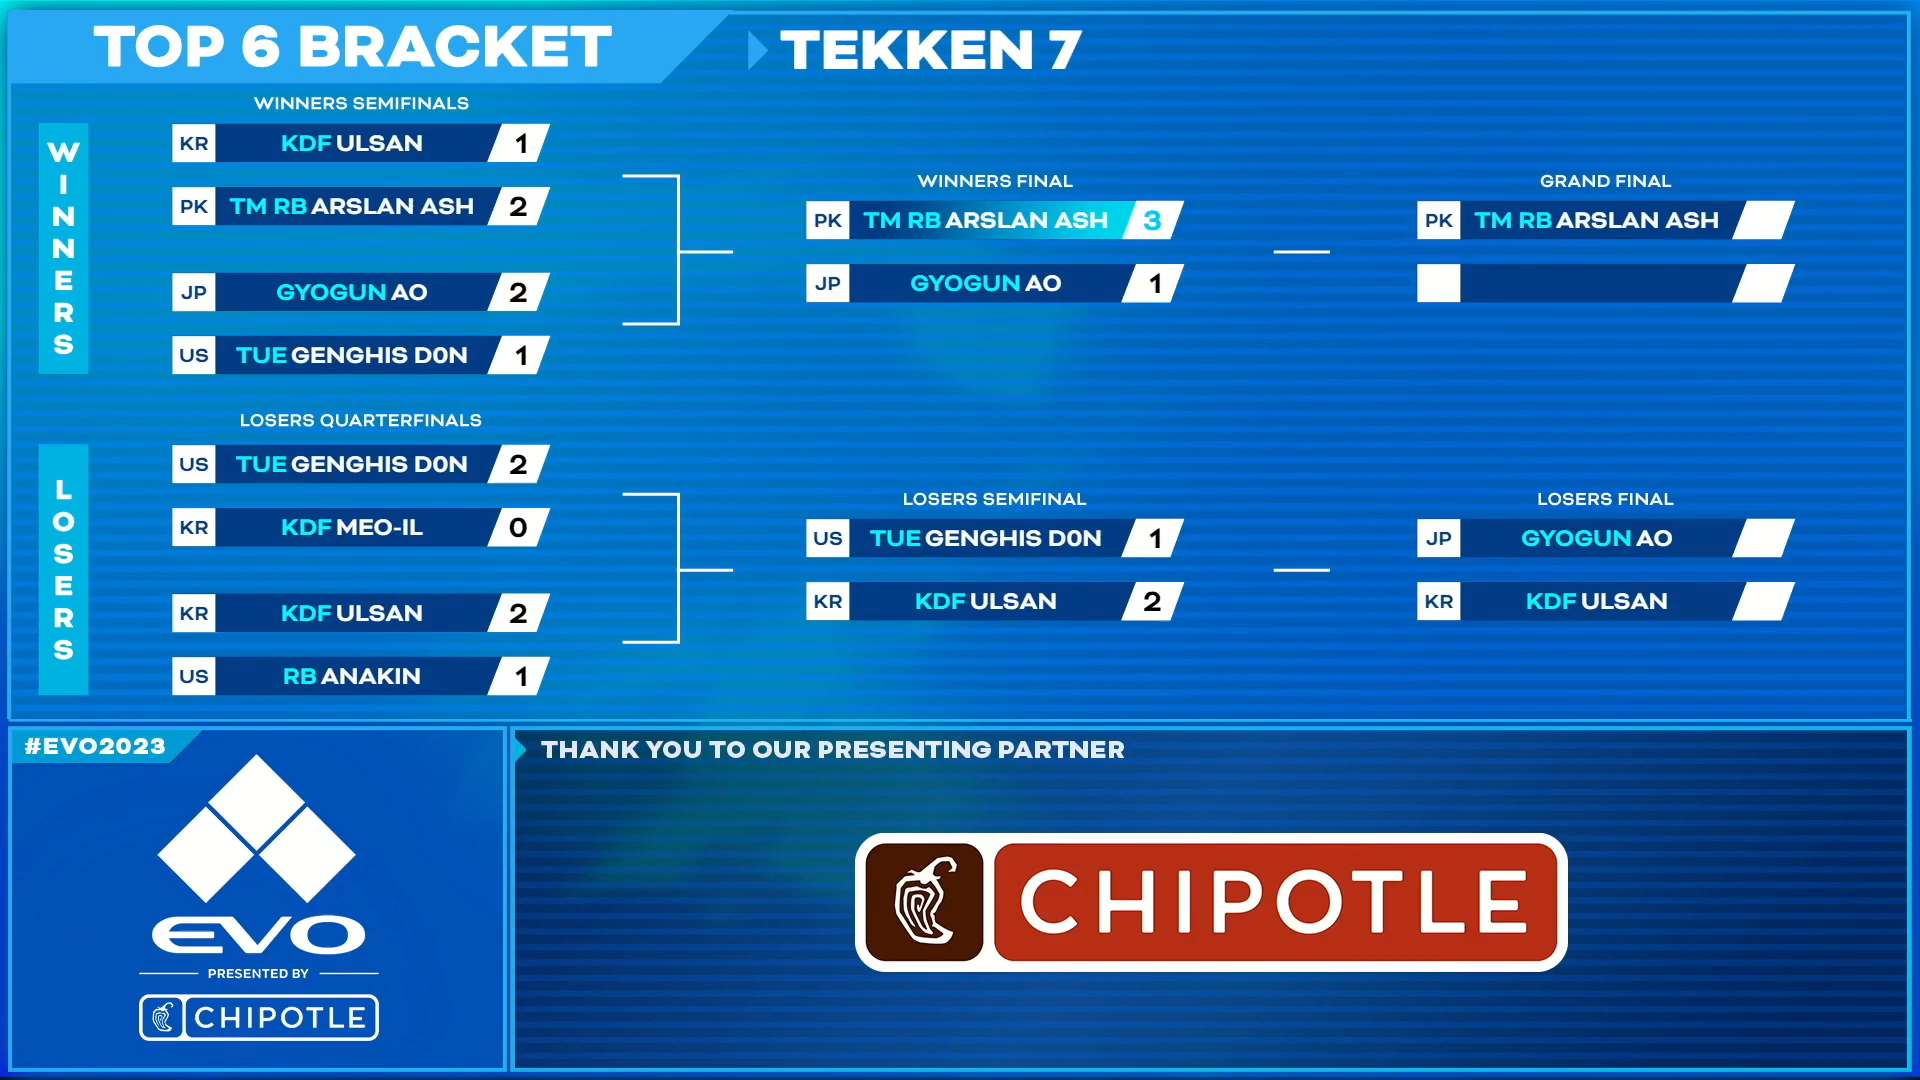 TOP 6 BRACKET
TEKKEN 7
WINNERS
WINNERS SEMIFINALS
KR KDF ULSAN 1
PK TM RB ARSLAN ASH 2
JP GYOGUN AO 2
US TUE GENGHIS D0N 1
WINNERS FINAL
PK TM RB ARSLAN ASH 3
JP GYOGUN AO 1
GRAND FINAL
PK TM RB ARSLAN ASH
LOSERS
LOSERS QUARTERFINALS
US TUE GENGHIS D0N 2
KR KDF MEO-IL 0
KR KDF ULSAN 2
US RB ANAKIN 1
LOSERS SEMIFINAL
US TUE GENGHIS D0N 1
KR KDF ULSAN 2
LOSERS FINAL
JP GYOGUN AO
KR KDF ULSAN
#EVO2023
EVO
PRESENTED BY
CHIPOTLE
THANK YOU TO OUR PRESENTING PARTNER
CHIPOTLE